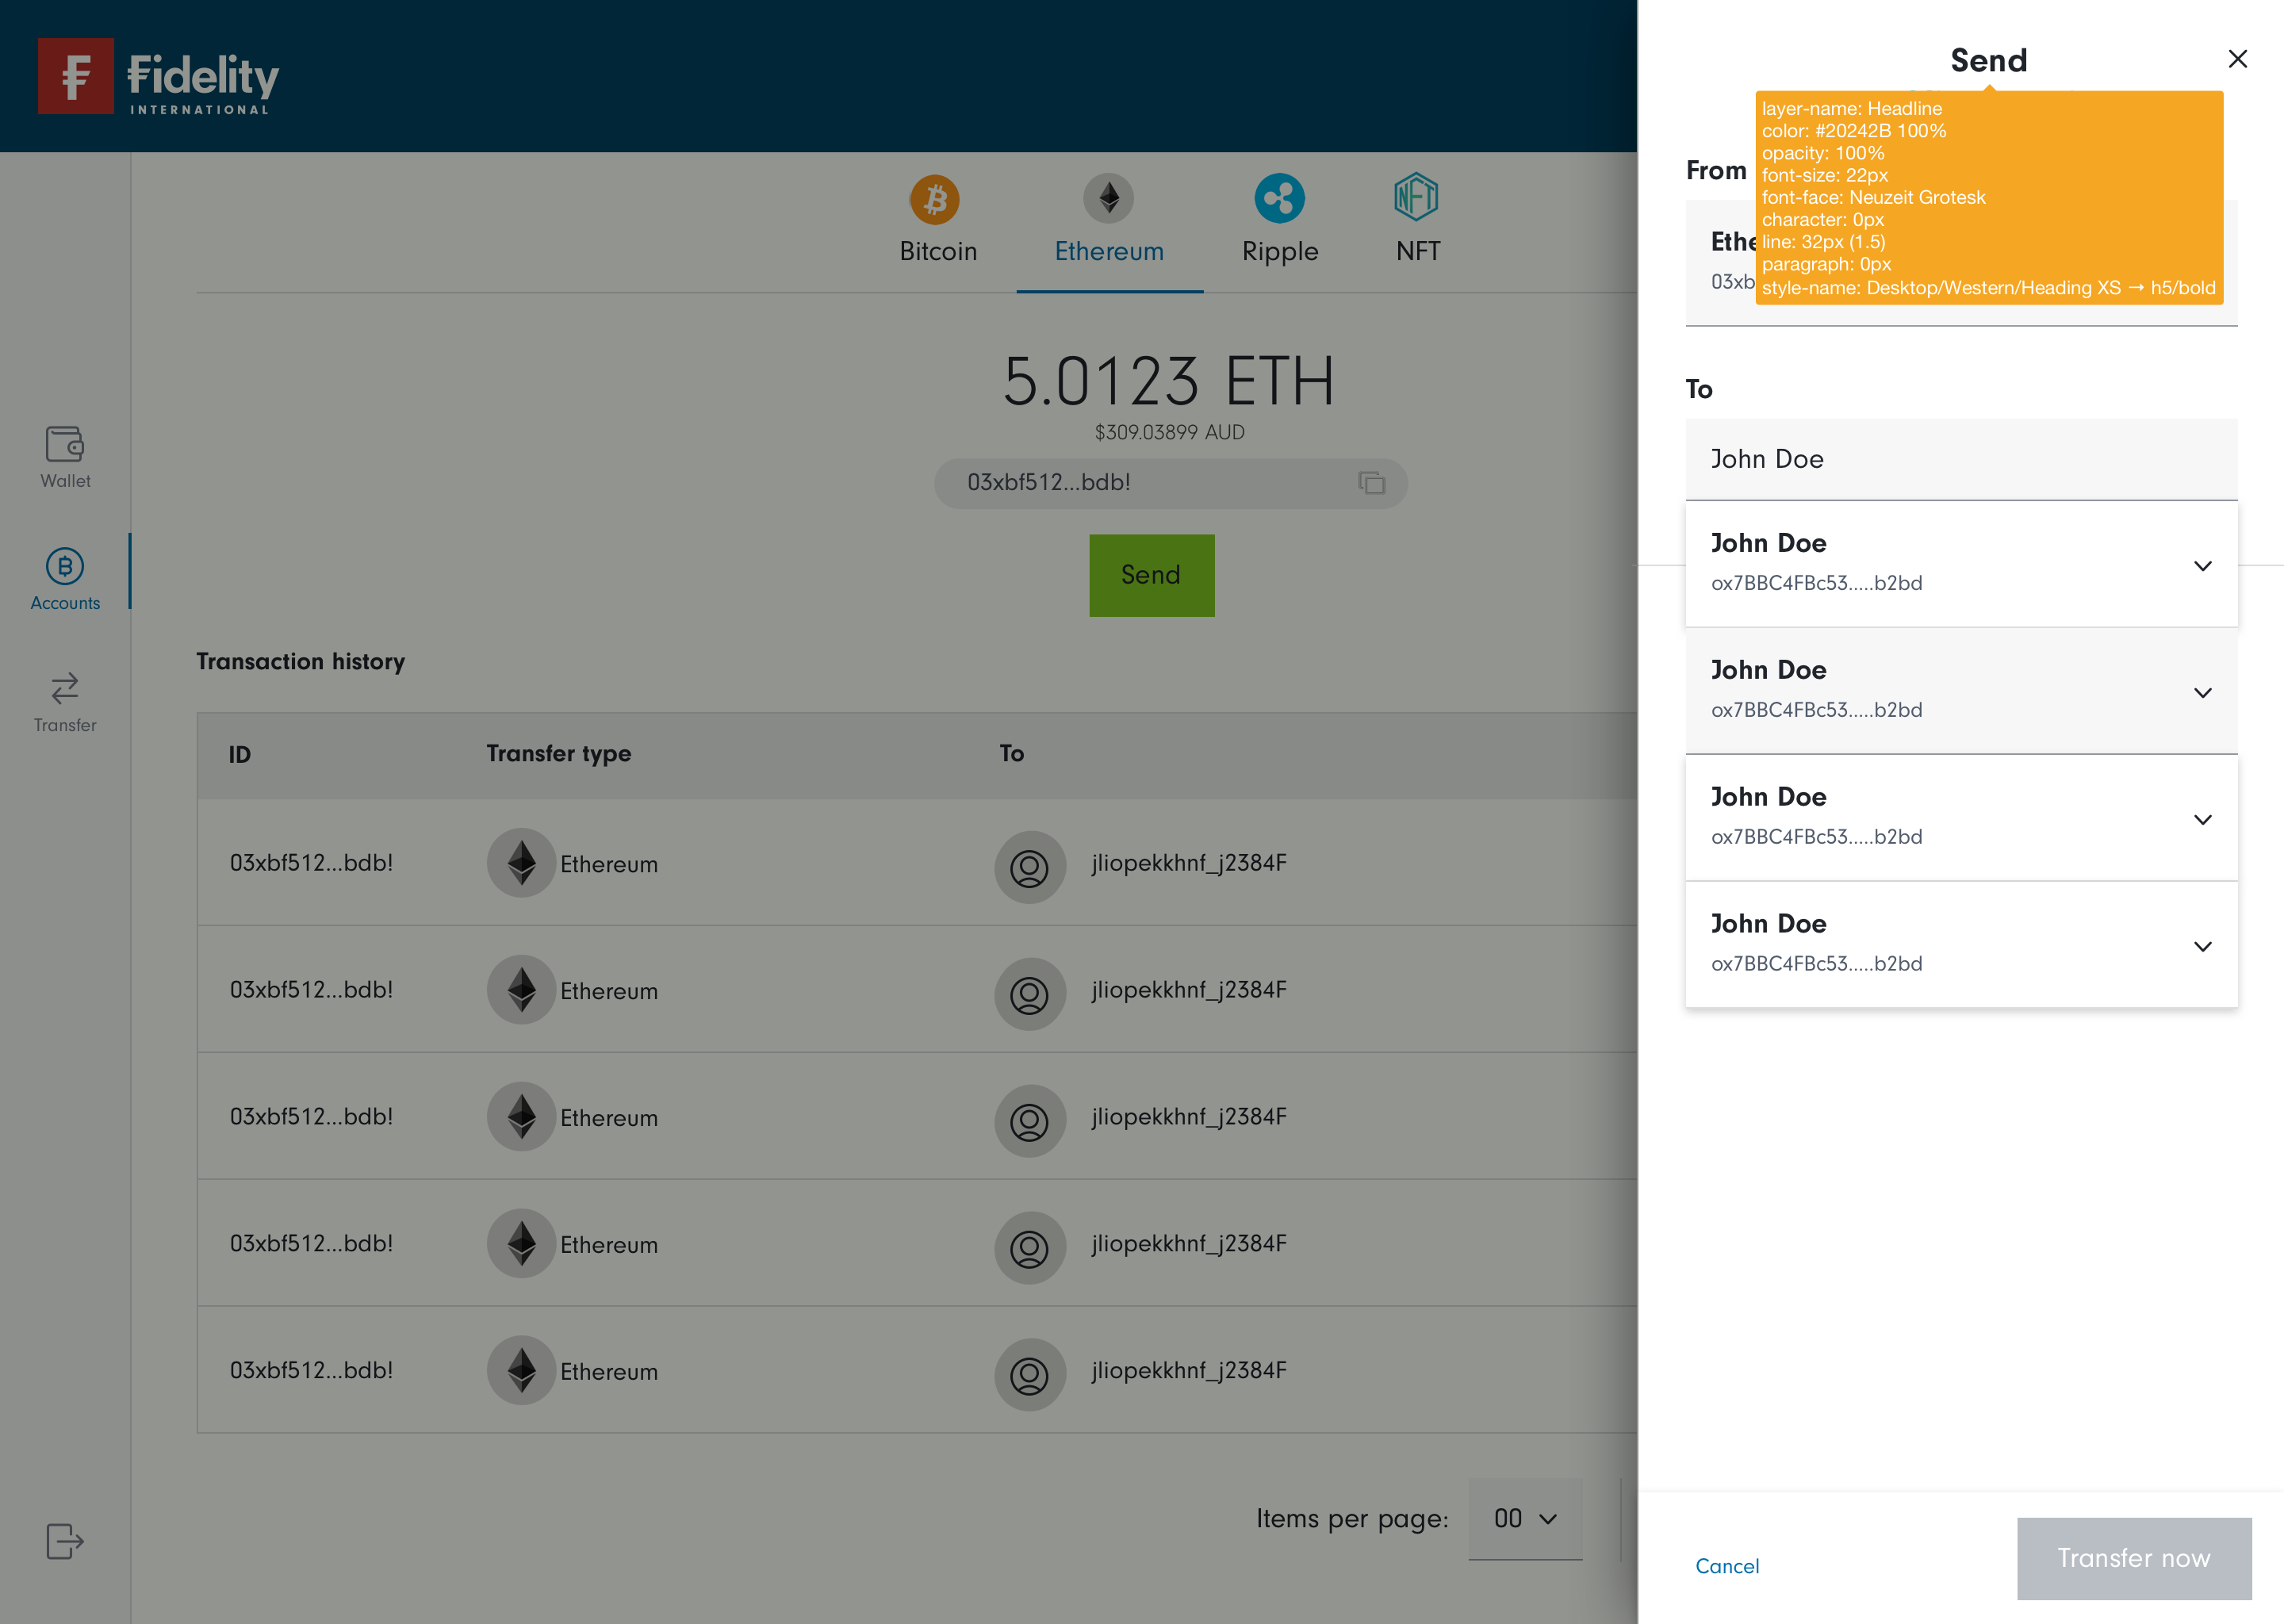 Fidelity
INTERNATIONAL
Wallet
Accounts
Transfer
Bitcoin
Ethereum
Ripple
NFT
NFT
5.0123 ETH
$309.03899 AUD
03xbf512...bdb!
Send
Transaction history
ID Transfer type To
03xbf512...bdb! Ethereum jliopekkhnf_j2384F
03xbf512...bdb! Ethereum jliopekkhnf_j2384F
03xbf512...bdb! Ethereum jliopekkhnf_j2384F
03xbf512...bdb! Ethereum jliopekkhnf_j2384F
03xbf512...bdb! Ethereum jliopekkhnf_j2384F
Items per page: 00
Send
layer-name: Headline
color: #20242B 100%
opacity: 100%
font-size: 22px
font-face: Neuzeit Grotesk
character: 0px
line: 32px (1.5)
paragraph: 0px
style-name: Desktop/Western/Heading XS → h5/bold
From
Ethe
03xb
To
John Doe
John Doe
ox7BBC4FBc53.....b2bd
John Doe
ox7BBC4FBc53.....b2bd
John Doe
ox7BBC4FBc53.....b2bd
John Doe
ox7BBC4FBc53.....b2bd
Cancel
Transfer now